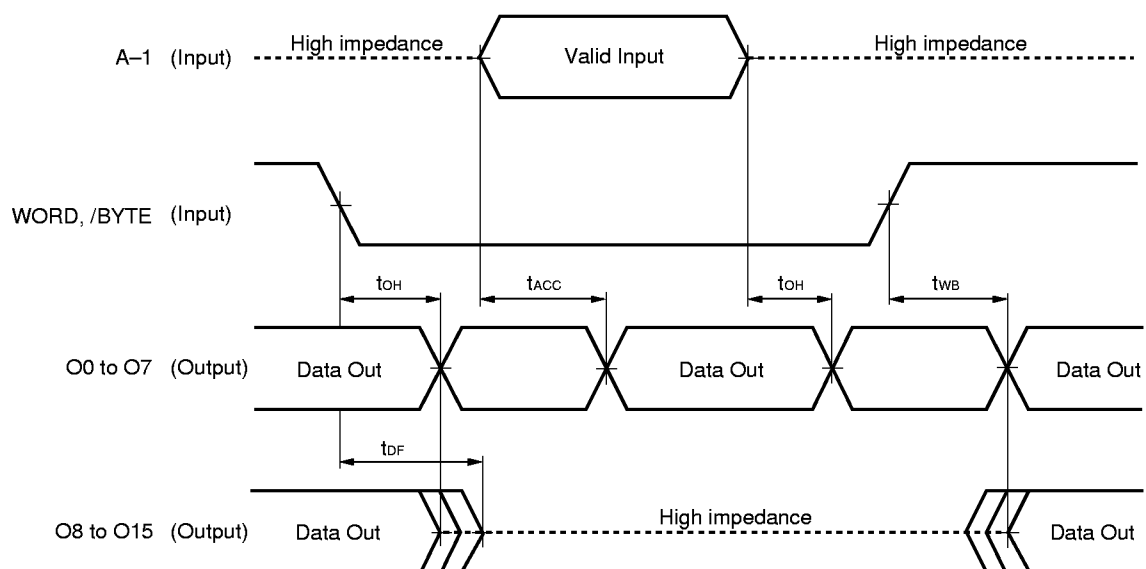 A–1 (Input) High impedance Valid Input High impedance
WORD, /BYTE (Input)
tOH tACC tOH tWB
O0 to O7 (Output) Data Out Data Out Data Out
tDF
O8 to O15 (Output) Data Out High impedance Data Out